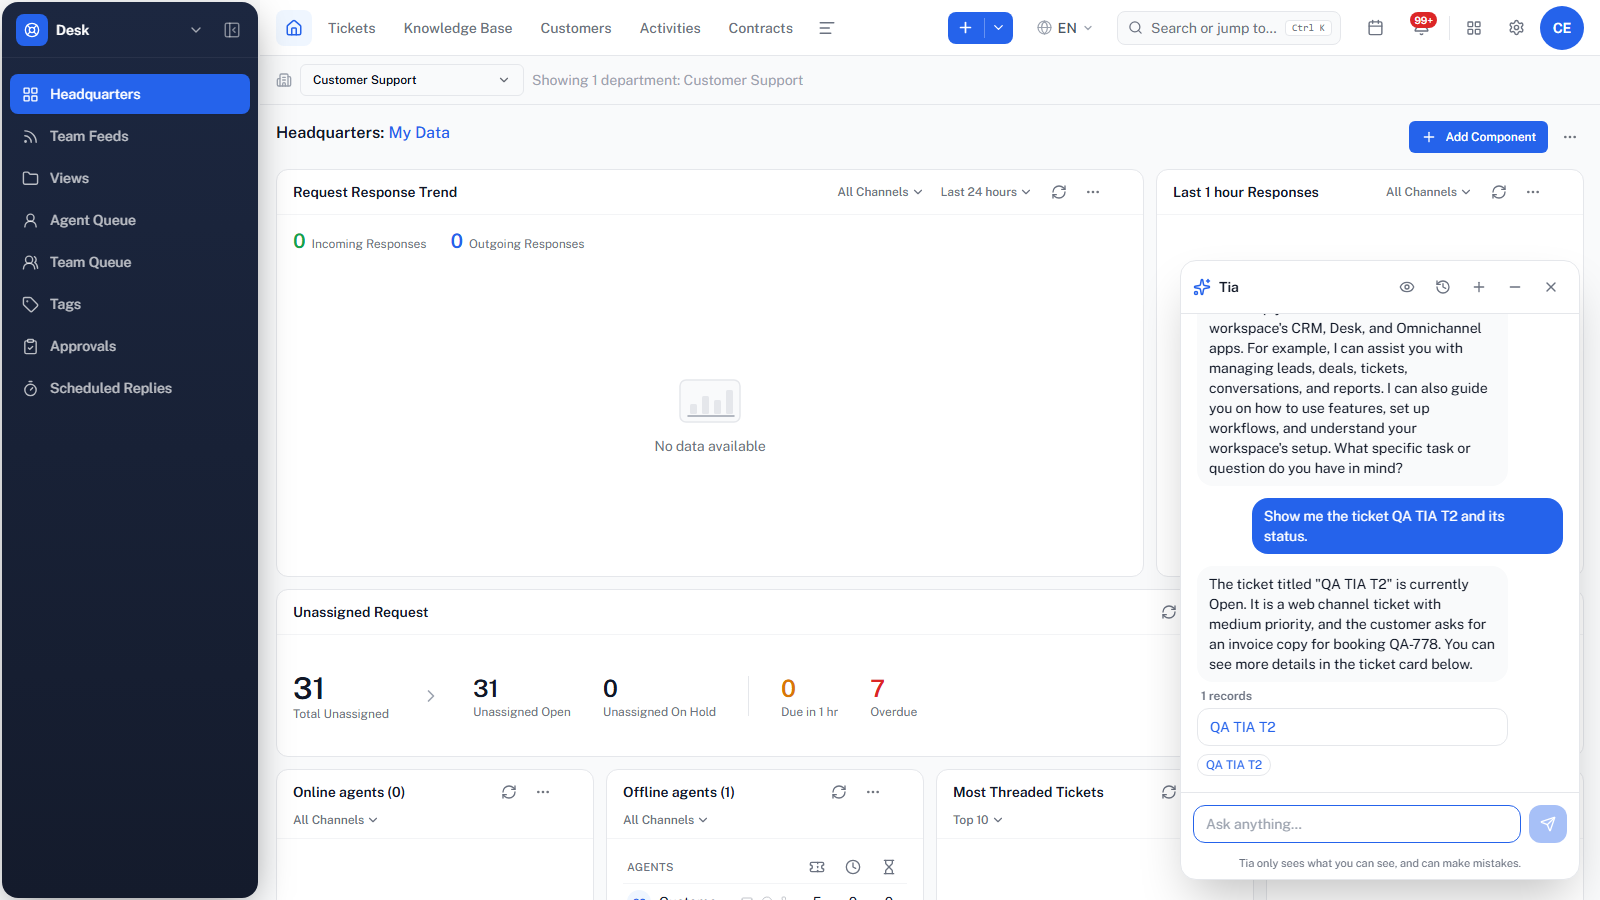 Desk
Headquarters
Team Feeds
Views
Agent Queue
Team Queue
Tags
Approvals
Scheduled Replies
Tickets
Knowledge Base
Customers
Activities
Contracts
EN
Search or jump to...
Ctrl K
99+
CE
Customer Support
Showing 1 department: Customer Support
Headquarters: My Data
Add Component
Request Response Trend
All Channels
Last 24 hours
0 Incoming Responses
0 Outgoing Responses
No data available
Last 1 hour Responses
All Channels
Unassigned Request
31
Total Unassigned
31
Unassigned Open
0
Unassigned On Hold
0
Due in 1 hr
7
Overdue
Online agents (0)
All Channels
Offline agents (1)
All Channels
AGENTS
Most Threaded Tickets
Top 10
Tia
workspace's CRM, Desk, and Omnichannel
apps. For example, I can assist you with
managing leads, deals, tickets,
conversations, and reports. I can also guide
you on how to use features, set up
workflows, and understand your
workspace's setup. What specific task or
question do you have in mind?
Show me the ticket QA TIA T2 and its
status.
The ticket titled "QA TIA T2" is currently
Open. It is a web channel ticket with
medium priority, and the customer asks for
an invoice copy for booking QA-778. You can
see more details in the ticket card below.
1 records
QA TIA T2
QA TIA T2
Ask anything...
Tia only sees what you can see, and can make mistakes.